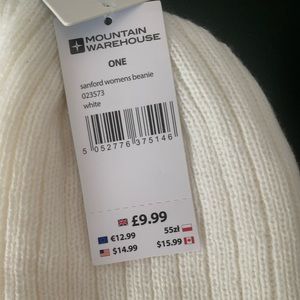 MOUNTAIN
WAREHOUSE
ONE
sanford womens beanie
023573
white
5 052776 375146
£9.99
€12.99 55zł
$14.99 $15.99